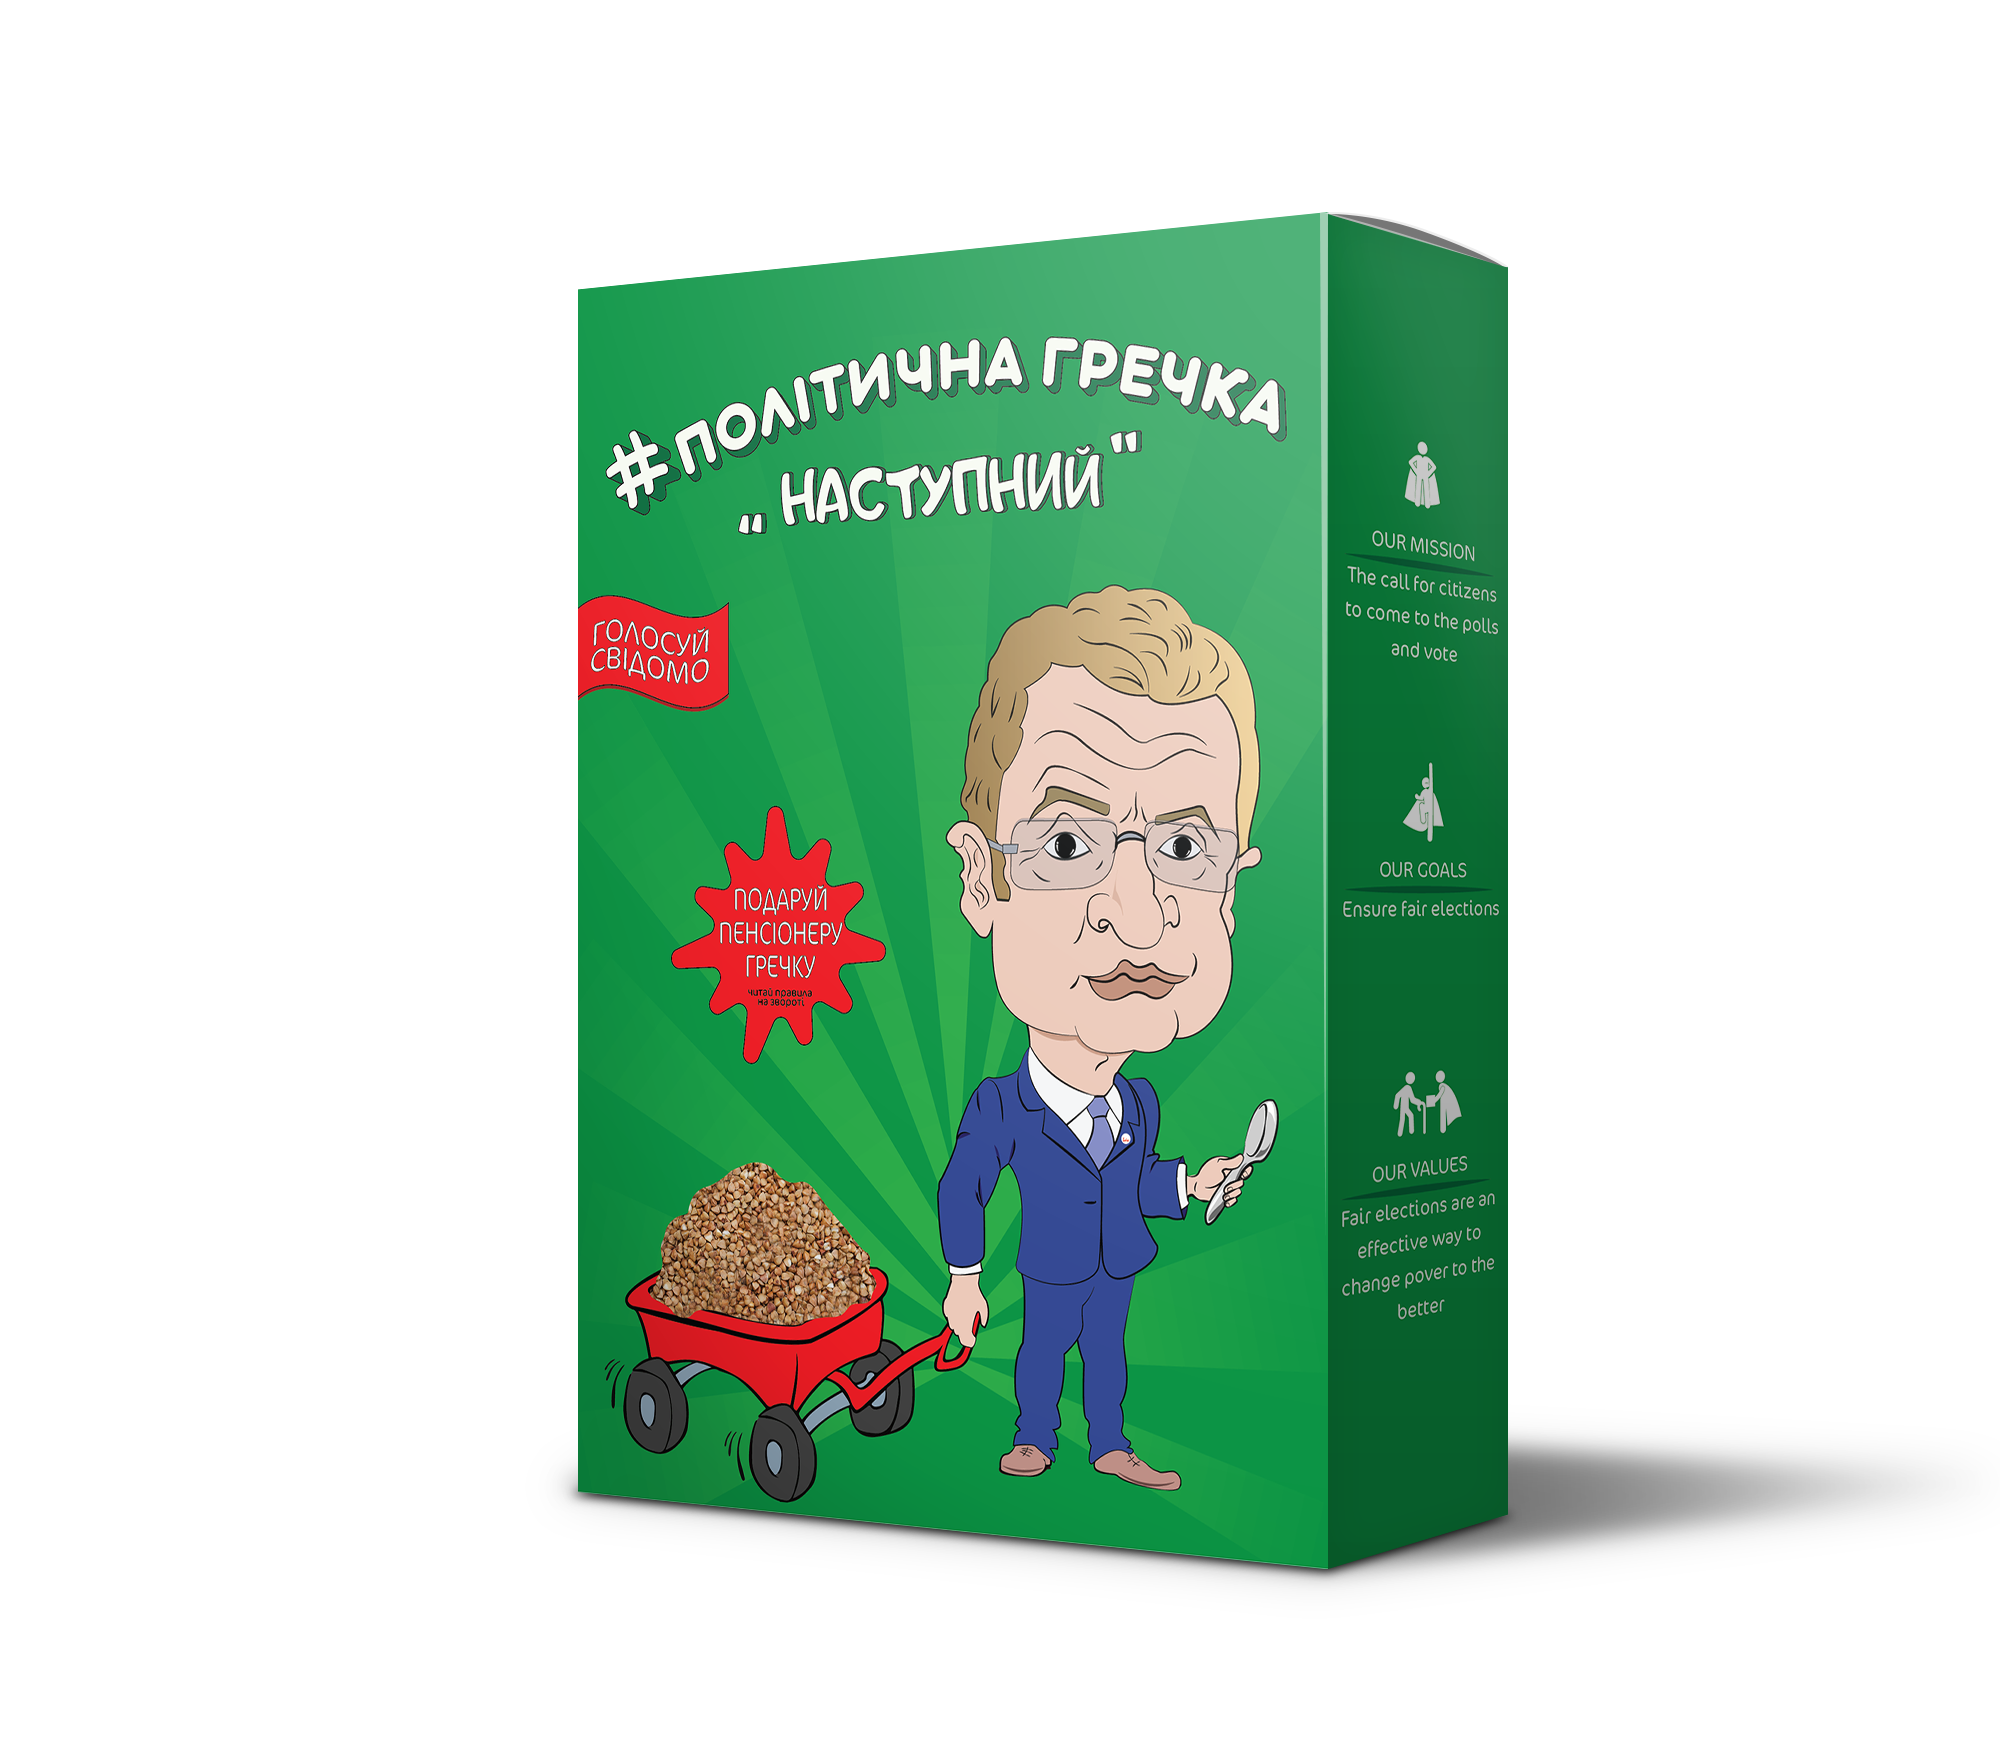 #ПОЛІТИЧНА ГРЕЧКА
„НАСТУПНИЙ"
ГОЛОСУЙ
СВІДОМО
ПОДАРУЙ
ПЕНСІОНЕРУ
ГРЕЧКУ
читай правила
на звороті
OUR MISSION
The call for citizens
to come to the polls
and vote
OUR GOALS
Ensure fair elections
OUR VALUES
Fair elections are an
effective way to
change pover to the
better